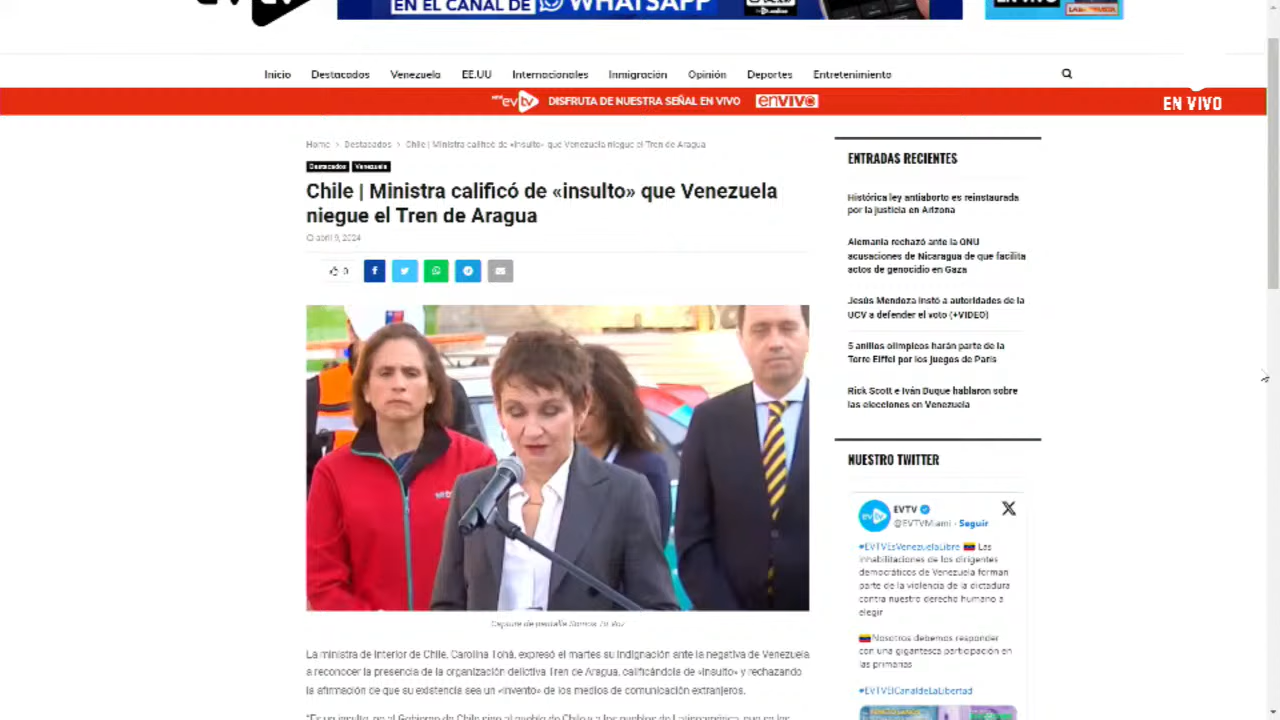 EN EL CANAL DE WHATSAPP
Inicio Destacados Venezuela EE.UU Internacionales Inmigración Opinión Deportes Entretenimiento
evtv DISFRUTA DE NUESTRA SEÑAL EN VIVO enVIVO
EN VIVO
Home > Destacados > Chile | Ministra calificó de «insulto» que Venezuela niegue el Tren de Aragua
Destacados Venezuela
Chile | Ministra calificó de «insulto» que Venezuela
niegue el Tren de Aragua
abril 9, 2024
0
Capture de pantalla Somos Tu Voz
La ministra de Interior de Chile, Carolina Tohá, expresó el martes su indignación ante la negativa de Venezuela
a reconocer la presencia de la organización delictiva Tren de Aragua, calificándola de «insulto» y rechazando
la afirmación de que su existencia sea un «invento» de los medios de comunicación extranjeros.
ENTRADAS RECIENTES
Histórica ley antiaborto es reinstaurada
por la justicia en Arizona
Alemania rechazó ante la ONU
acusaciones de Nicaragua de que facilita
actos de genocidio en Gaza
Jesús Mendoza instó a autoridades de la
UCV a defender el voto (+VIDEO)
5 anillos olímpicos harán parte de la
Torre Eiffel por los juegos de París
Rick Scott e Iván Duque hablaron sobre
las elecciones en Venezuela
NUESTRO TWITTER
EVTV
@EVTVMiami · Seguir
#EVTVEsVenezuelaLibre Las
inhabilitaciones de los dirigentes
democráticos de Venezuela forman
parte de la violencia de la dictadura
contra nuestro derecho humano a
elegir
Nosotros debemos responder
con una gigantesca participación en
las primarias
#EVTVElCanaldeLaLibertad